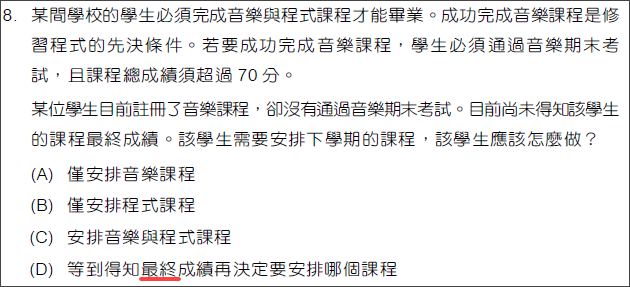 8. 某間學校的學生必須完成音樂與程式課程才能畢業。成功完成音樂課程是修
習程式的先決條件。若要成功完成音樂課程，學生必須通過音樂期末考
試，且課程總成績須超過 70 分。
某位學生目前註冊了音樂課程，卻沒有通過音樂期末考試。目前尚未得知該學生
的課程最終成績。該學生需要安排下學期的課程，該學生應該怎麼做？
(A) 僅安排音樂課程
(B) 僅安排程式課程
(C) 安排音樂與程式課程
(D) 等到得知最終成績再決定要安排哪個課程